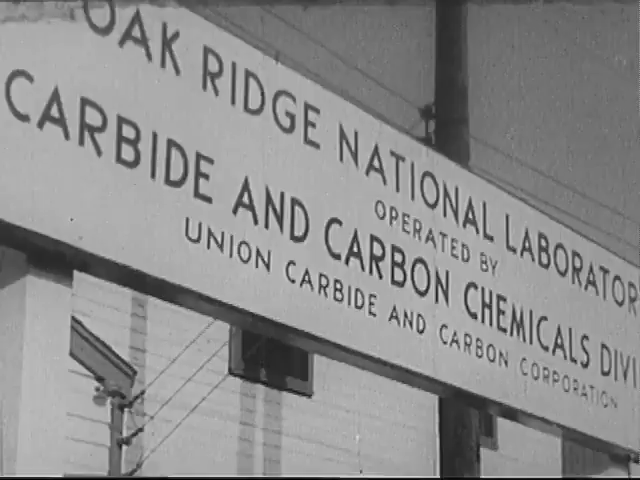 OAK RIDGE NATIONAL LABORATOR
OPERATED BY
CARBIDE AND CARBON CHEMICALS DIVI
UNION CARBIDE AND CARBON CORPORATION